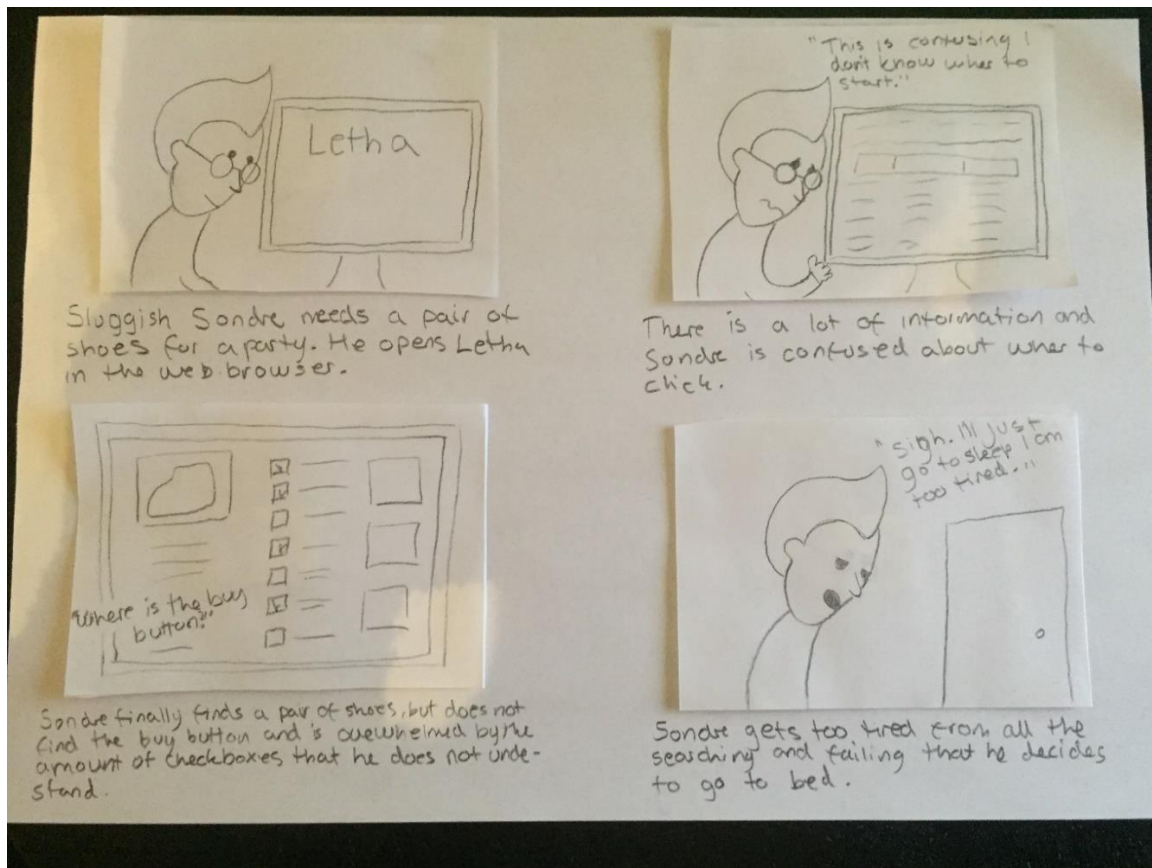 Letha
Sluggish Sondre needs a pair of
shoes for a party. He opens Letha
in the web browser.
"This is confusing I
don't know wher to
start."
There is a lot of information and
Sondre is confused about wher to
click.
"Where is the buy
button?"
Sondre finally finds a pair of shoes, but does not
find the buy button and is overwhelmed by the
amount of checkboxes that he does not unde-
stand.
"Sigh. I'll just
go to sleep I am
too tired..."
Sondre gets too tired from all the
searching and failing that he decides
to go to bed.